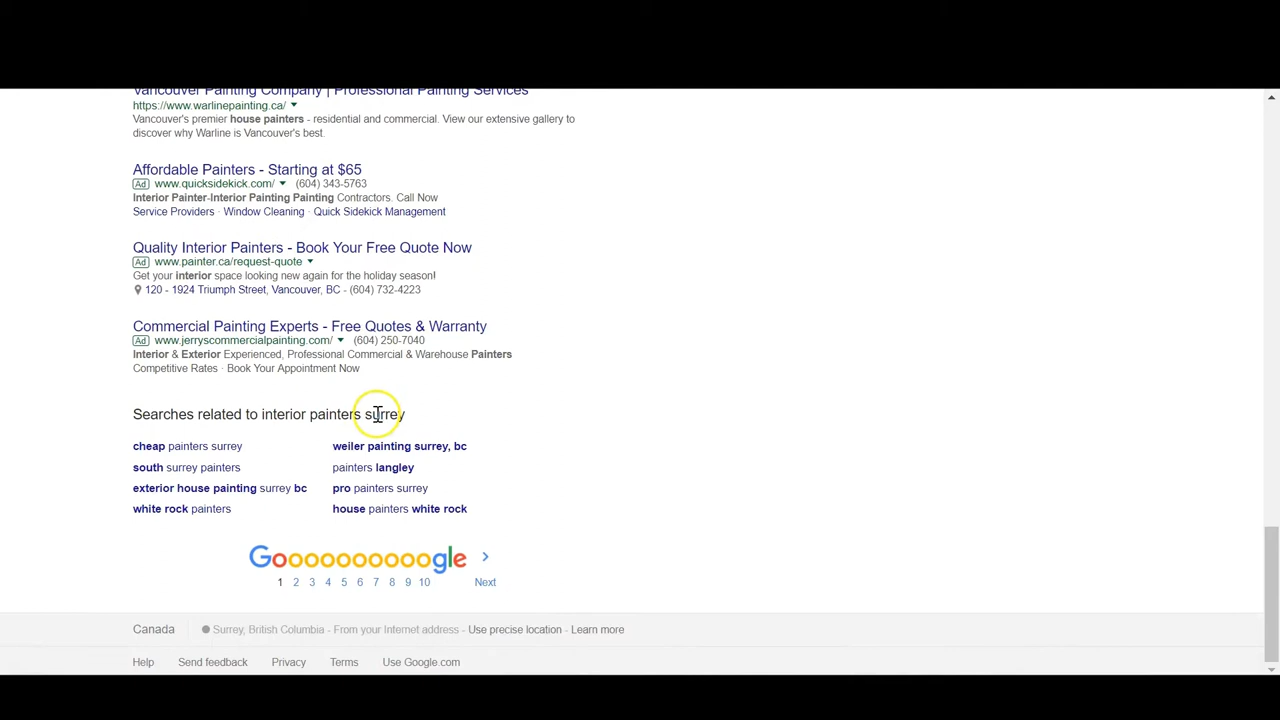 Vancouver Painting Company | Professional Painting Services
https://www.warlinepainting.ca/
Vancouver's premier house painters - residential and commercial. View our extensive gallery to
discover why Warline is Vancouver's best.
Affordable Painters - Starting at $65
Ad www.quicksidekick.com/ (604) 343-5763
Interior Painter-Interior Painting Painting Contractors. Call Now
Service Providers · Window Cleaning · Quick Sidekick Management
Quality Interior Painters - Book Your Free Quote Now
Ad www.painter.ca/request-quote
Get your interior space looking new again for the holiday season!
120 - 1924 Triumph Street, Vancouver, BC - (604) 732-4223
Commercial Painting Experts - Free Quotes & Warranty
Ad www.jerryscommercialpainting.com/ (604) 250-7040
Interior & Exterior Experienced, Professional Commercial & Warehouse Painters
Competitive Rates · Book Your Appointment Now
Searches related to interior painters surrey
cheap painters surrey
south surrey painters
exterior house painting surrey bc
white rock painters
weiler painting surrey, bc
painters langley
pro painters surrey
house painters white rock
Goooooooooogle >
1 2 3 4 5 6 7 8 9 10 Next
Canada Surrey, British Columbia - From your Internet address - Use precise location - Learn more
Help Send feedback Privacy Terms Use Google.com